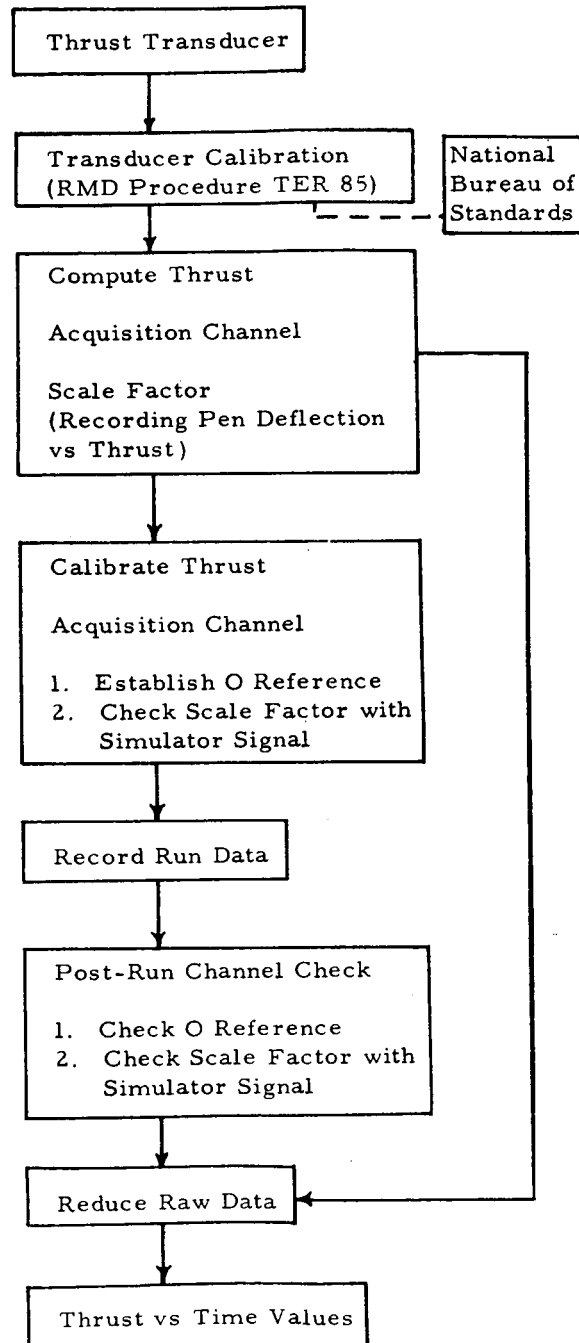 Thrust Transducer
Transducer Calibration
(RMD Procedure TER 85)
National
Bureau of
Standards
Compute Thrust
Acquisition Channel
Scale Factor
(Recording Pen Deflection
vs Thrust)
Calibrate Thrust
Acquisition Channel
1. Establish O Reference
2. Check Scale Factor with
Simulator Signal
Record Run Data
Post-Run Channel Check
1. Check O Reference
2. Check Scale Factor with
Simulator Signal
Reduce Raw Data
Thrust vs Time Values